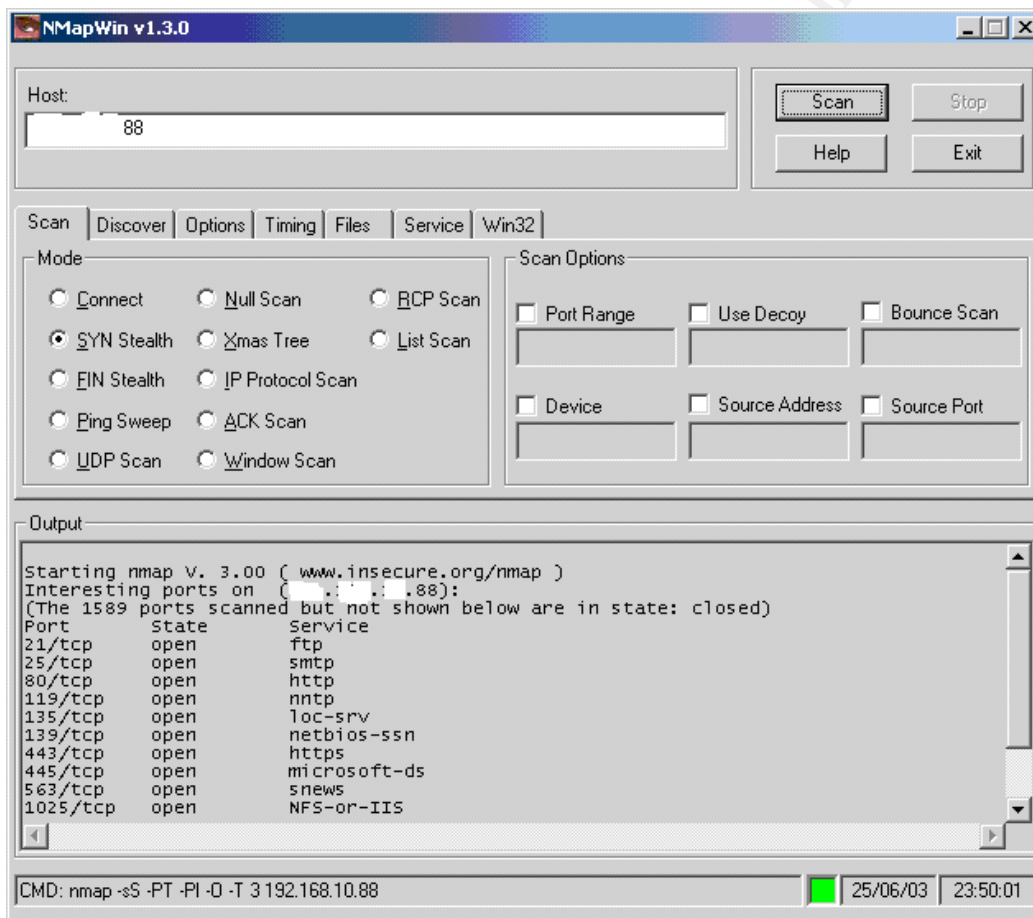 NMapWin v1.3.0
Host:
88
Scan Stop
Help Exit
Scan Discover Options Timing Files Service Win32
Mode
Connect Null Scan RCP Scan
SYN Stealth Xmas Tree List Scan
FIN Stealth IP Protocol Scan
Ping Sweep ACK Scan
UDP Scan Window Scan
Scan Options
Port Range Use Decoy Bounce Scan
Device Source Address Source Port
Output
Starting nmap V. 3.00 ( www.insecure.org/nmap )
Interesting ports on ( . . .88):
(The 1589 ports scanned but not shown below are in state: closed)
Port State Service
21/tcp open ftp
25/tcp open smtp
80/tcp open http
119/tcp open nntp
135/tcp open loc-srv
139/tcp open netbios-ssn
443/tcp open https
445/tcp open microsoft-ds
563/tcp open snews
1025/tcp open NFS-or-IIS
CMD: nmap -sS -PT -PI -O -T 3 192.168.10.88 25/06/03 23:50:01